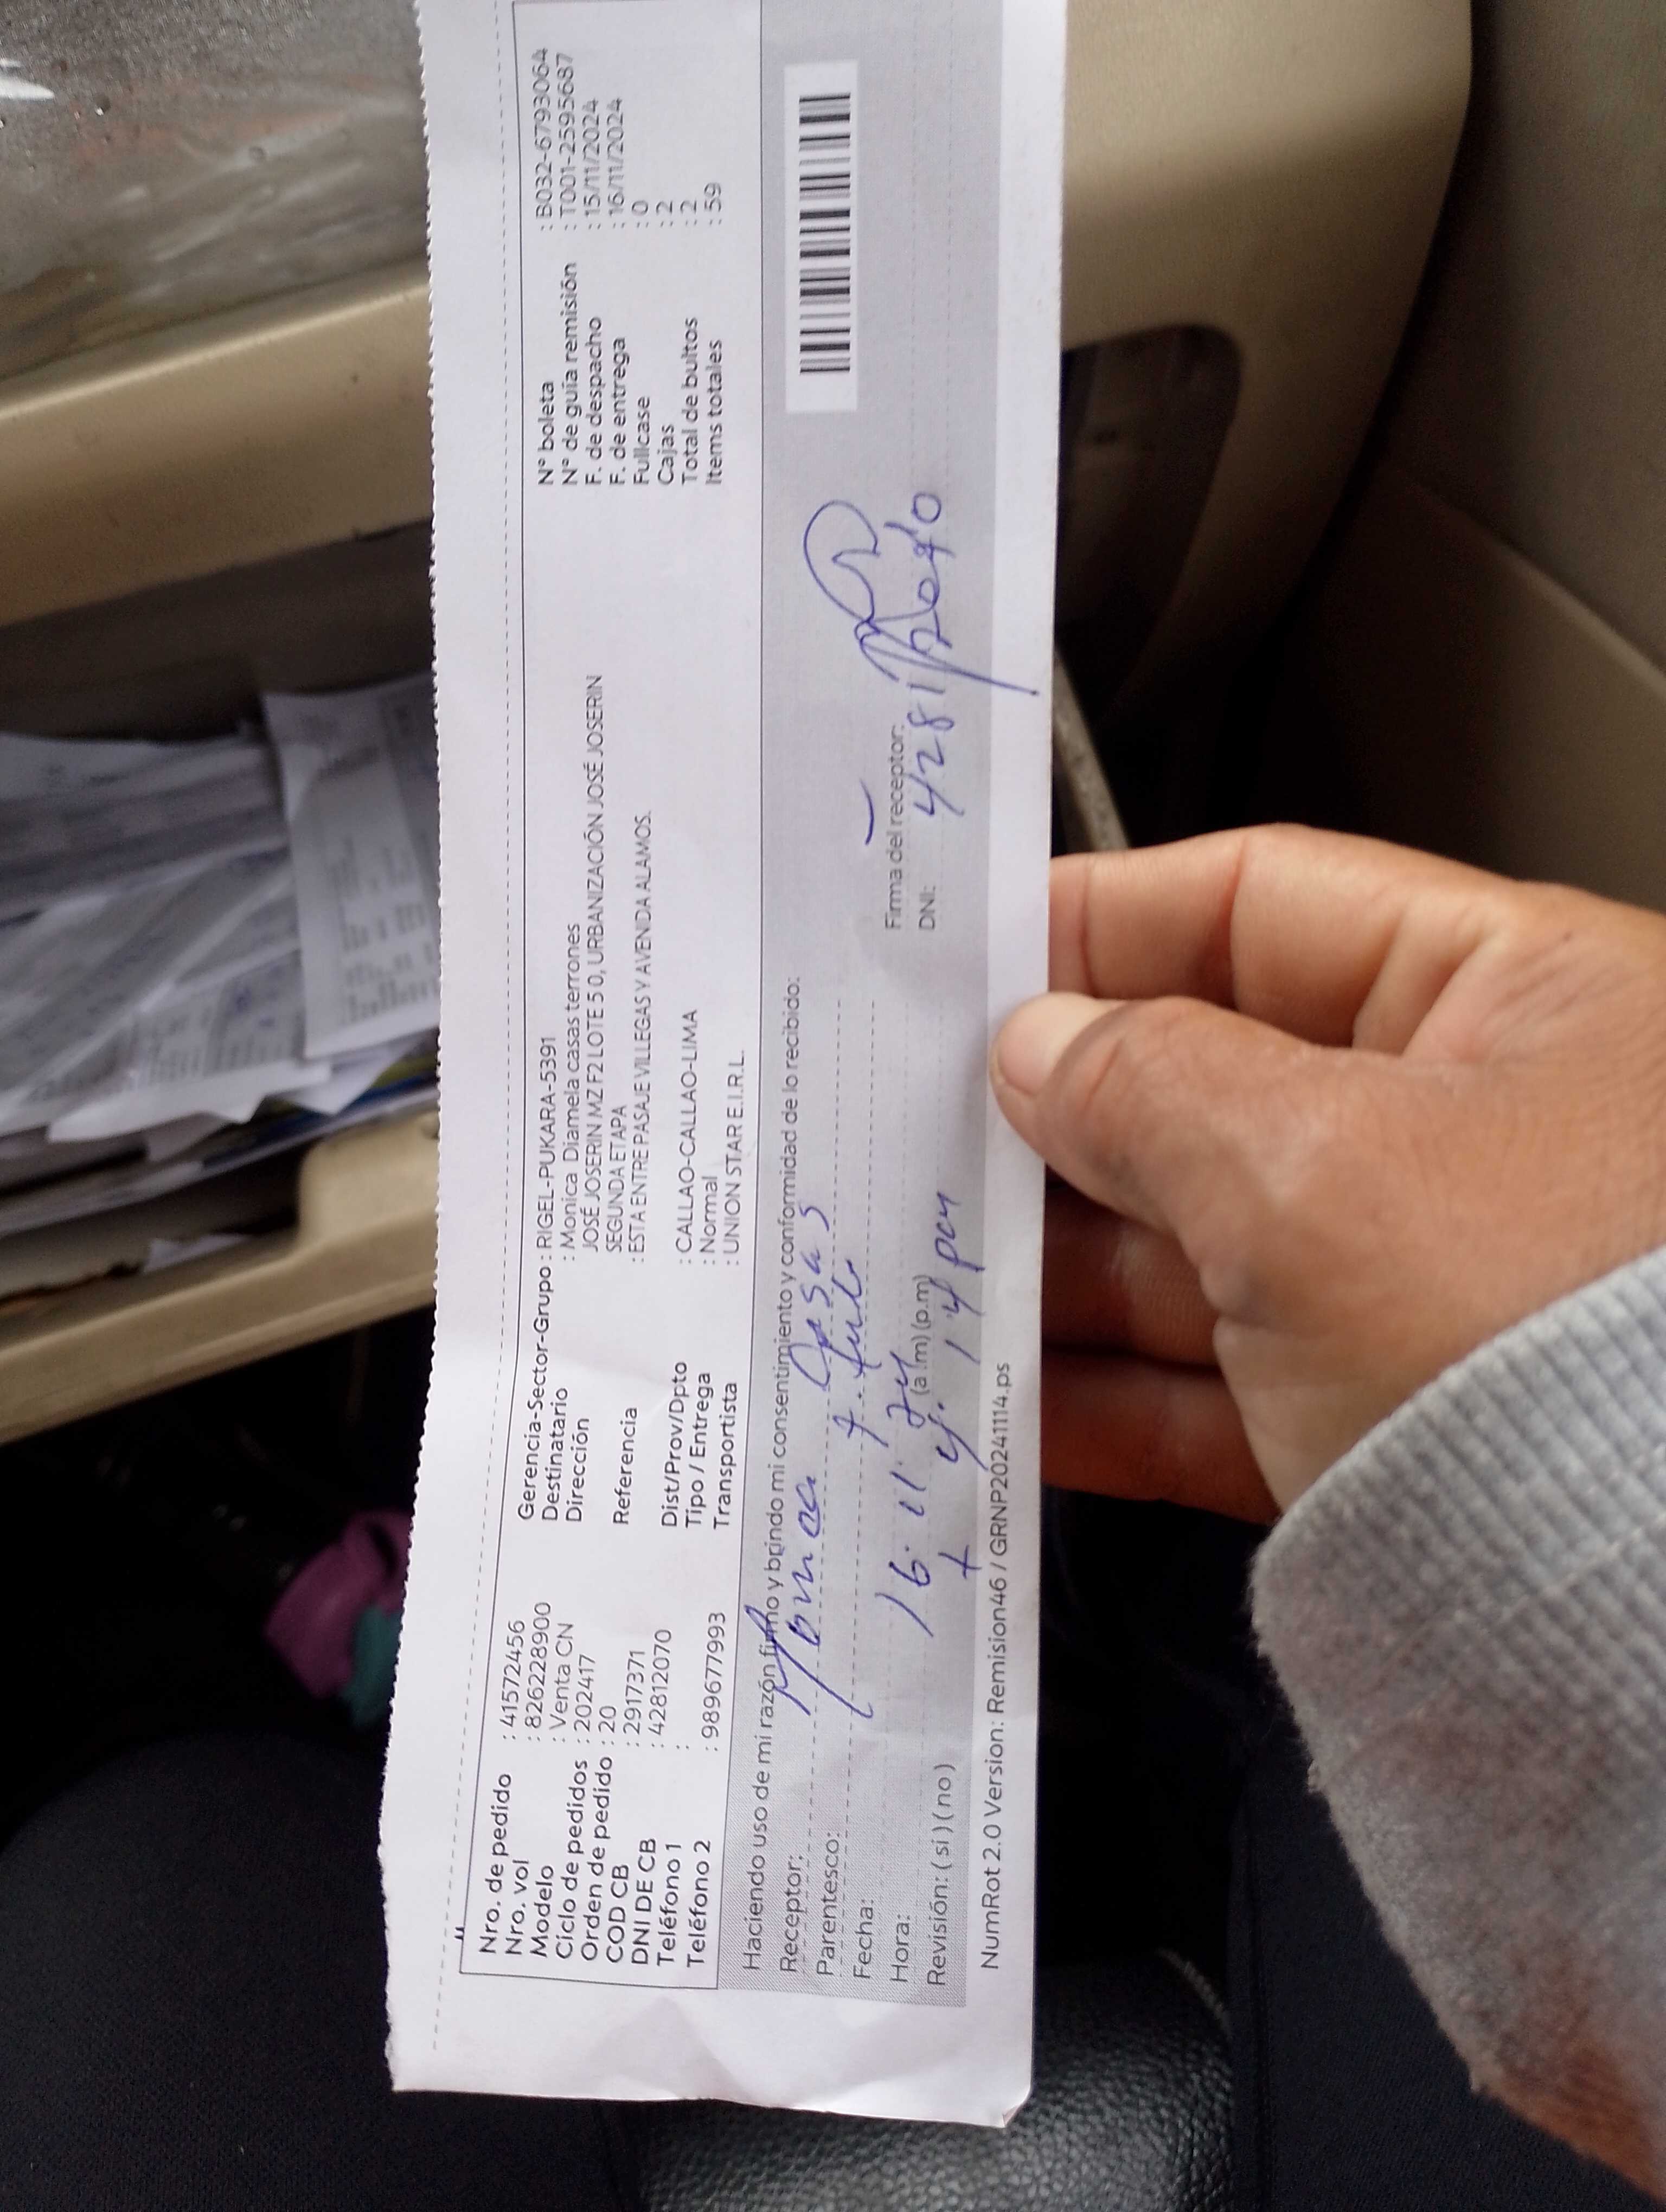 Nro. de pedido : 41572456
Nro. vol : 826228900
Modelo : Venta CN
Ciclo de pedidos : 202417
Orden de pedido : 20
COD CB : 2917371
DNI DE CB : 42812070
Teléfono 1 :
Teléfono 2 : 989677993
Gerencia-Sector-Grupo : RIGEL-PUKARA-5391
Destinatario : Monica Diamela casas terrones
Dirección JOSÉ JOSERIN MZ F2 LOTE 5 0, URBANIZACIÓN JOSÉ JOSERIN
SEGUNDA ETAPA
Referencia : ESTA ENTRE PASAJE VILLEGAS Y AVENIDA ALAMOS.
Dist/Prov/Dpto : CALLAO-CALLAO-LIMA
Tipo / Entrega : Normal
Transportista : UNION STAR E.I.R.L.
N° boleta : B032-6793064
N° de guía remisión : T001-2595687
F. de despacho : 15/11/2024
F. de entrega : 16/11/2024
Fullcase : 0
Cajas : 2
Total de bultos : 2
Items totales : 59
Haciendo uso de mi razón firmo y brindo mi consentimiento y conformidad de lo recibido:
Receptor: Casas
Parentesco:
Fecha: 16. 11
Hora: (a.m) (p.m)
Revisión: ( si ) ( no )
Firma del receptor:
DNI: 4281
NumRot 2.0 Version: Remision46 / GRNP20241114.ps